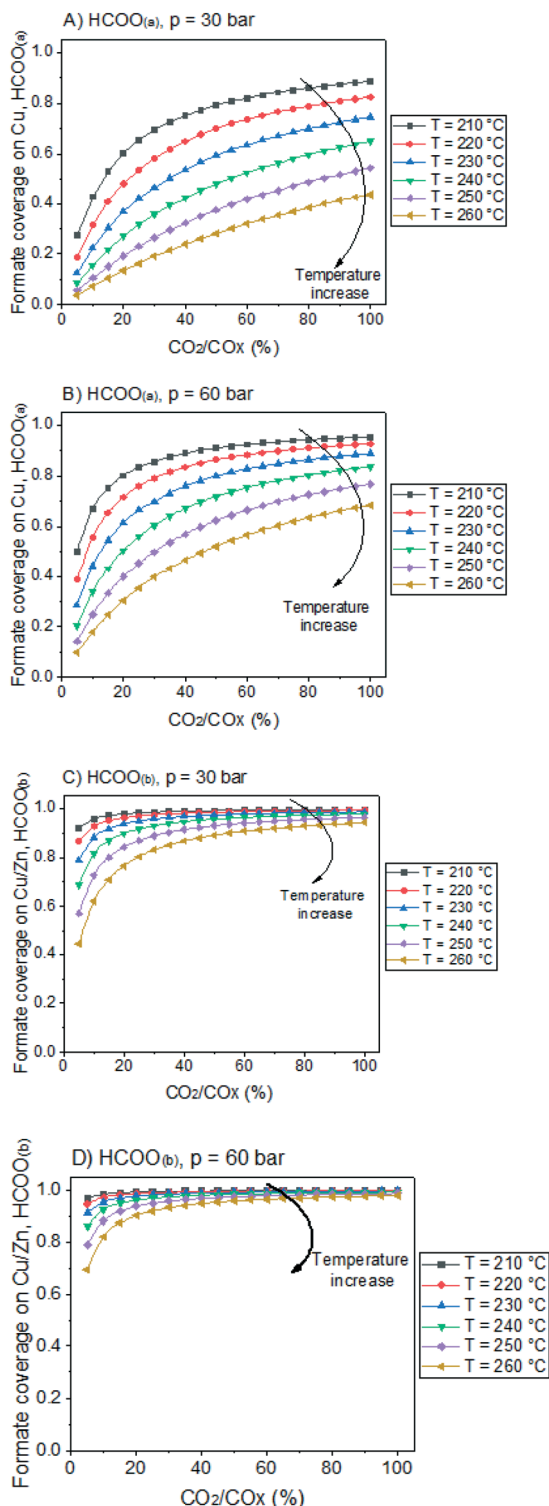 A) HCOO(a), p = 30 bar
Formate coverage on Cu, HCOO(a)
1.0
0.8
0.6
0.4
0.2
0.0
0 20 40 60 80 100
CO2/COx (%)
Temperature
increase
T = 210 °C
T = 220 °C
T = 230 °C
T = 240 °C
T = 250 °C
T = 260 °C
B) HCOO(a), p = 60 bar
Formate coverage on Cu, HCOO(a)
1.0
0.8
0.6
0.4
0.2
0.0
0 20 40 60 80 100
CO2/COx (%)
Temperature
increase
T = 210 °C
T = 220 °C
T = 230 °C
T = 240 °C
T = 250 °C
T = 260 °C
C) HCOO(b), p = 30 bar
Formate coverage on Cu/Zn, HCOO(b)
1.0
0.8
0.6
0.4
0.2
0.0
0 20 40 60 80 100
CO2/COx (%)
Temperature
increase
T = 210 °C
T = 220 °C
T = 230 °C
T = 240 °C
T = 250 °C
T = 260 °C
D) HCOO(b), p = 60 bar
Formate coverage on Cu/Zn, HCOO(b)
1.0
0.8
0.6
0.4
0.2
0.0
0 20 40 60 80 100
CO2/COx (%)
Temperature
increase
T = 210 °C
T = 220 °C
T = 230 °C
T = 240 °C
T = 250 °C
T = 260 °C